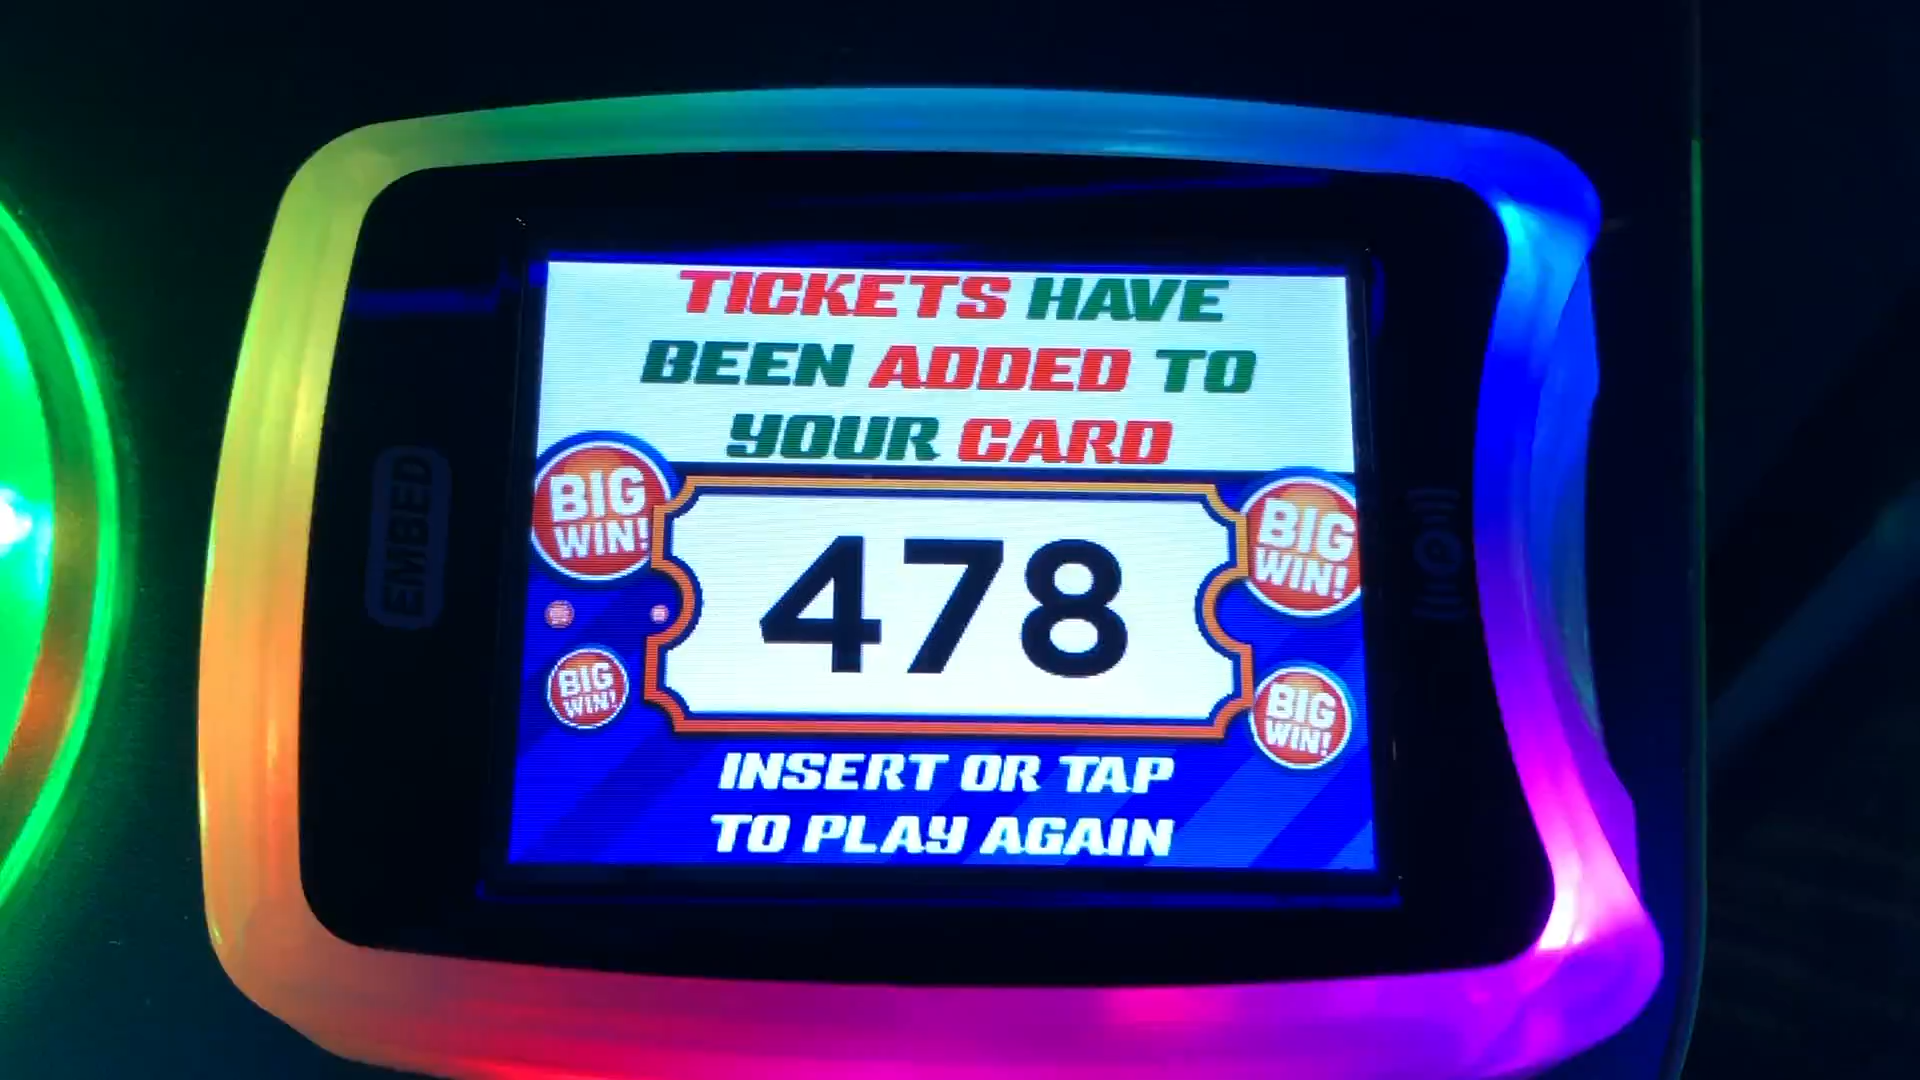 TICKETS HAVE
BEEN ADDED TO
YOUR CARD
BIG
WIN!
BIG
WIN!
478
BIG
WIN!
BIG
WIN!
INSERT OR TAP
TO PLAY AGAIN
EMBED